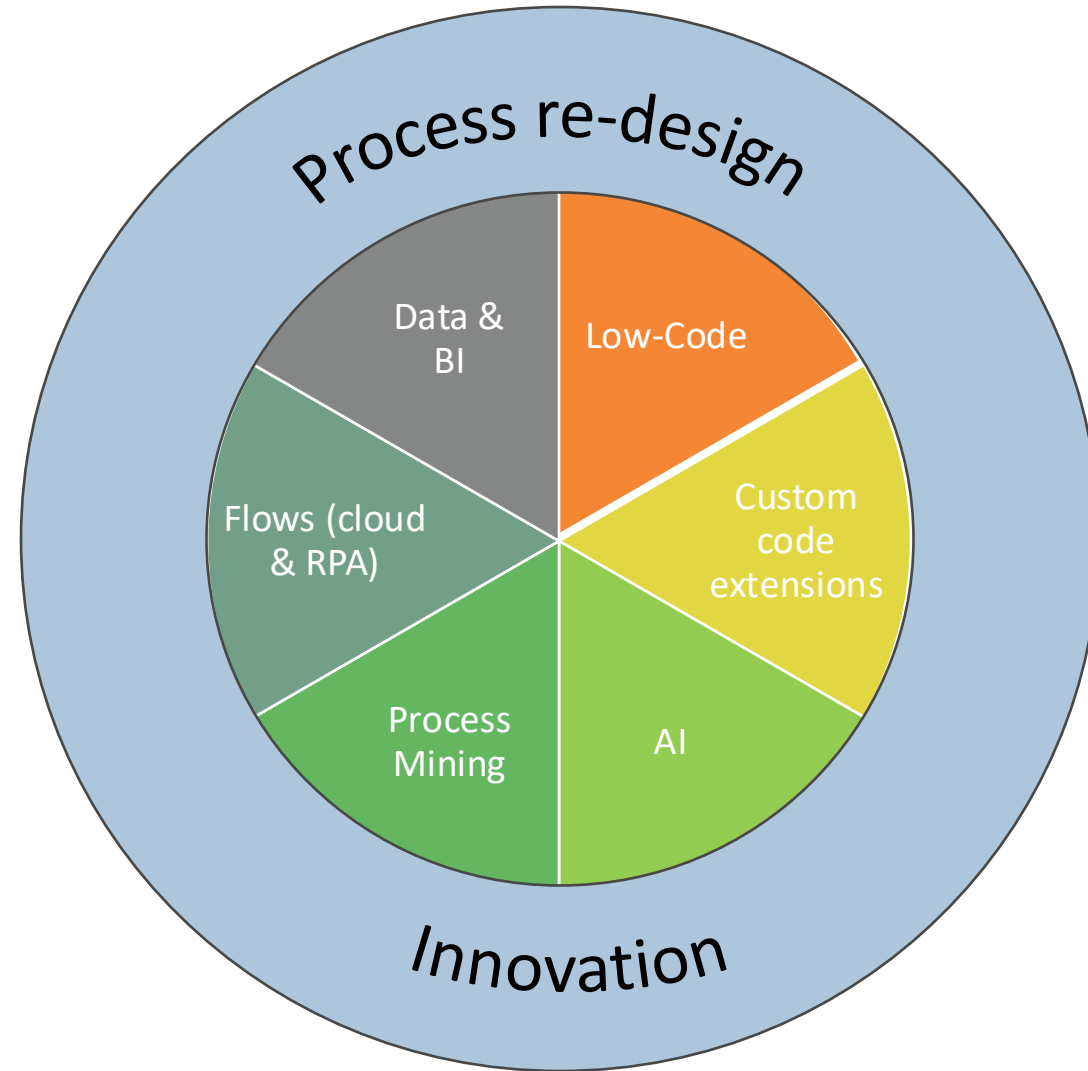 Process re-design
Data &
BI
Low-Code
Flows (cloud
& RPA)
Custom
code
extensions
Process
Mining
AI
Innovation